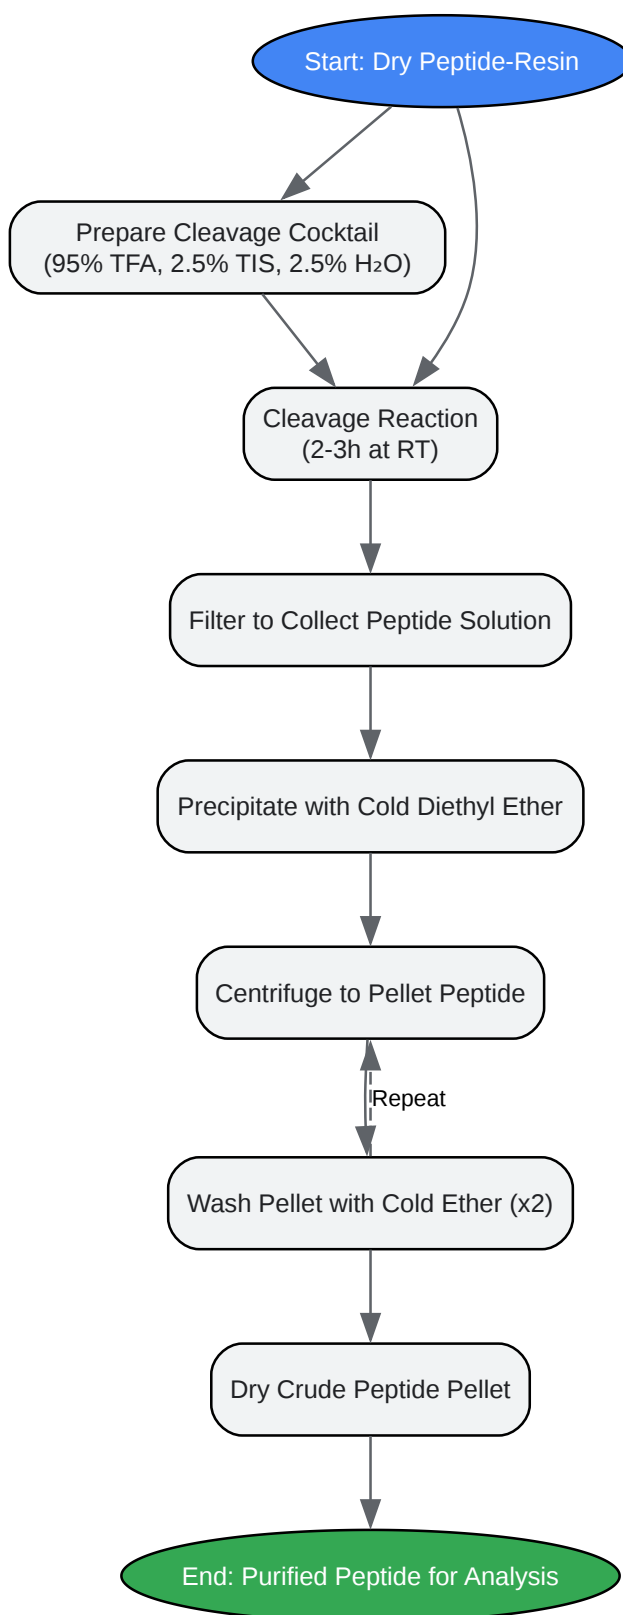 Start: Dry Peptide-Resin
Prepare Cleavage Cocktail
(95% TFA, 2.5% TIS, 2.5% H₂O)
Cleavage Reaction
(2-3h at RT)
Filter to Collect Peptide Solution
Precipitate with Cold Diethyl Ether
Centrifuge to Pellet Peptide
Repeat
Wash Pellet with Cold Ether (x2)
Dry Crude Peptide Pellet
End: Purified Peptide for Analysis